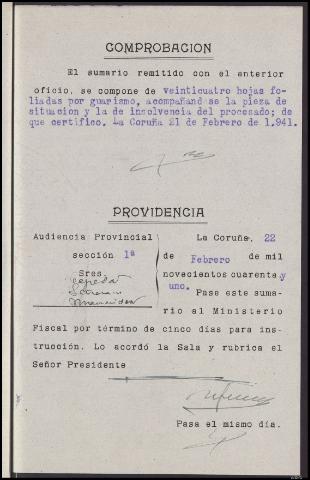 COMPROBACION
El sumario remitido con el anterior
oficio, se compone de veinticuatro hojas fo-
liadas por guarismo, acompañandose la pieza de
situacion y la de insolvencia del procesado; de
que certifico. La Coruña 21 de Febrero de 1.941.
PROVIDENCIA
Audiencia Provincial
sección 1ª
Sres.
Cepeda
La Coruña, 22
de Febrero de mil
novecientos cuarenta y
uno. Pase este suma-
rio al Ministerio
Fiscal por término de cinco días para ins-
trucción. Lo acordó la Sala y rubrica el
Señor Presidente
Pasa el mismo día.